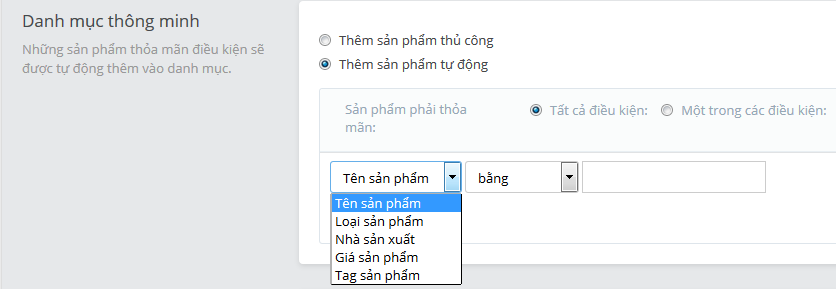 Danh mục thông minh
Những sản phẩm thỏa mãn điều kiện sẽ
được tự động thêm vào danh mục.
Thêm sản phẩm thủ công
Thêm sản phẩm tự động
Sản phẩm phải thỏa
mãn:
Tất cả điều kiện:
Một trong các điều kiện:
Tên sản phẩm
bằng
Tên sản phẩm
Loại sản phẩm
Nhà sản xuất
Giá sản phẩm
Tag sản phẩm